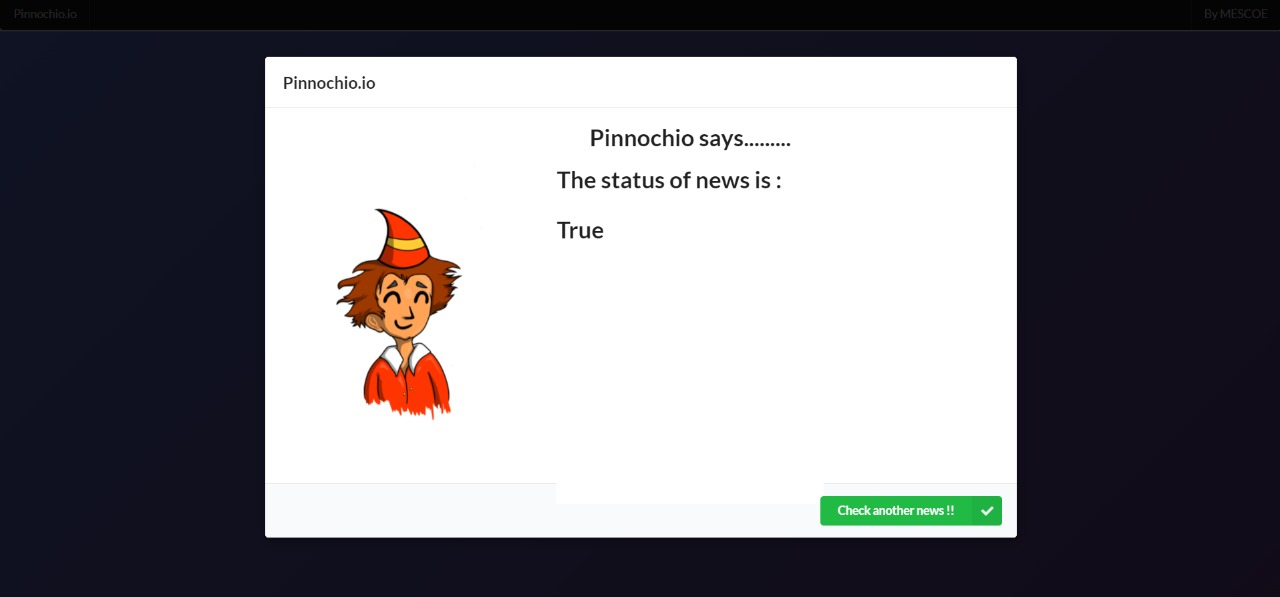 Pinnochio.io
By MESCOE
Pinnochio.io
Pinnochio says.........
The status of news is :
True
Check another news !!